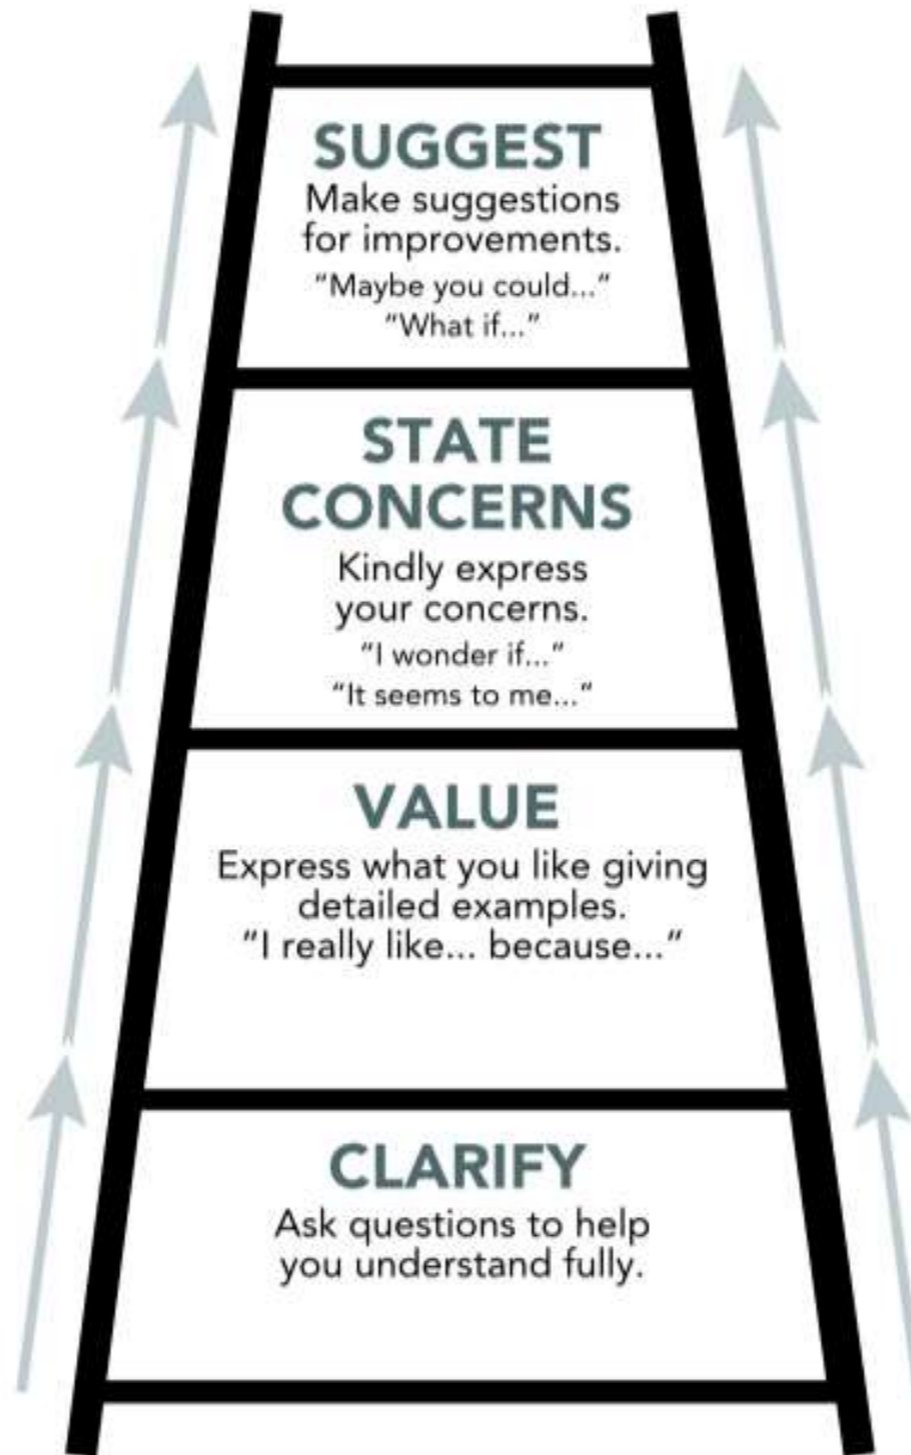 SUGGEST
Make suggestions
for improvements.
“Maybe you could...”
“What if...”
STATE
CONCERNS
Kindly express
your concerns.
“I wonder if...”
“It seems to me...”
VALUE
Express what you like giving
detailed examples.
“I really like... because...”
CLARIFY
Ask questions to help
you understand fully.